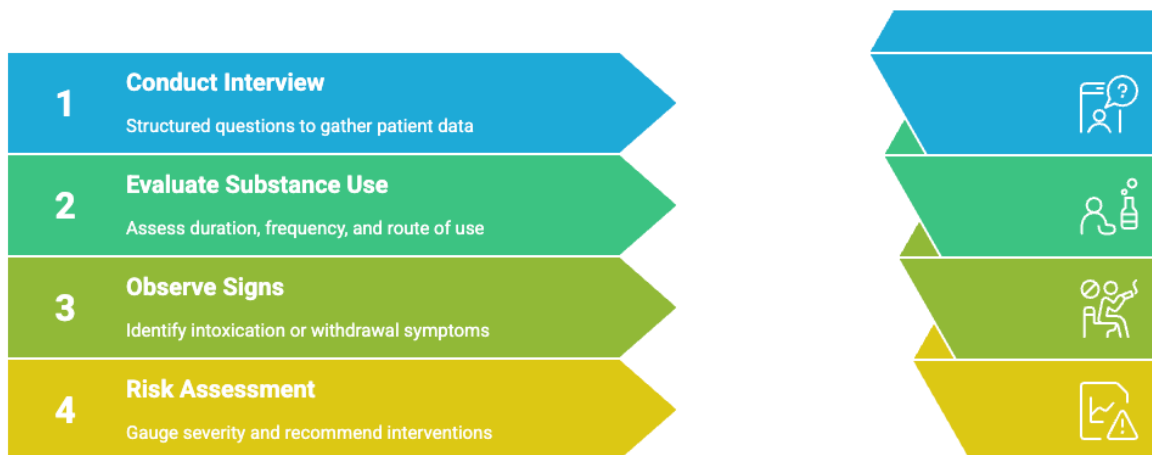 1
Conduct Interview
Structured questions to gather patient data
2
Evaluate Substance Use
Assess duration, frequency, and route of use
3
Observe Signs
Identify intoxication or withdrawal symptoms
4
Risk Assessment
Gauge severity and recommend interventions
?